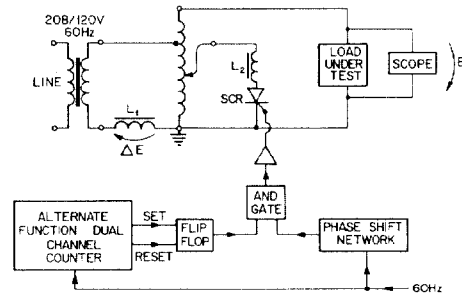 208/120V
60Hz
LINE
L1
ΔE
L2
SCR
LOAD
UNDER
TEST
SCOPE
E
AND
GATE
ALTERNATE
FUNCTION DUAL
CHANNEL
COUNTER
SET
RESET
FLIP
FLOP
PHASE SHIFT
NETWORK
60Hz